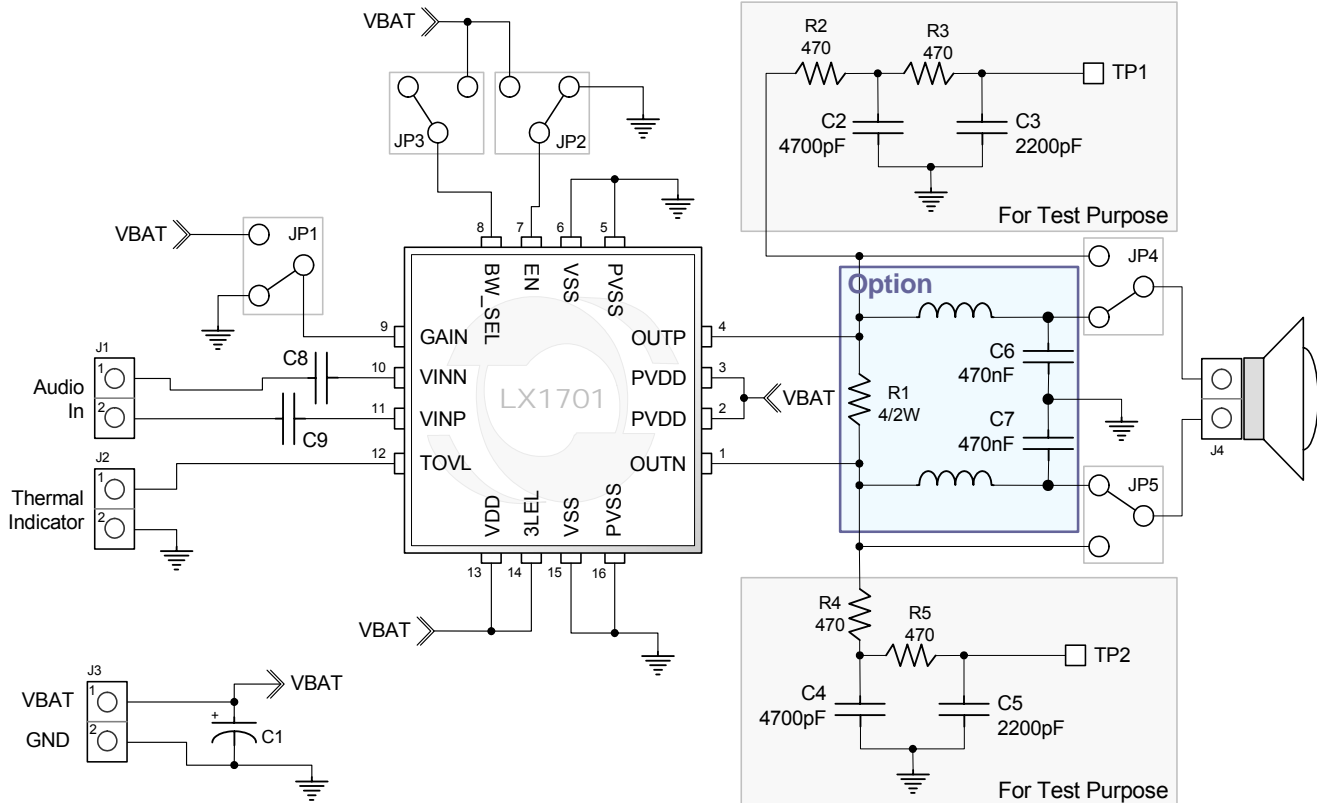 VBAT
R2
470
R3
470
TP1
C2
4700pF
C3
2200pF
For Test Purpose
JP3
JP2
VBAT
JP1
8
7
6
5
BW_SEL
EN
VSS
PVSS
9
GAIN
10
VINN
11
VINP
12
TOVL
LX1701
OUTP
4
PVDD
3
PVDD
2
OUTN
1
VBAT
J1
1
2
Audio
In
C8
C9
J2
1
2
Thermal
Indicator
VDD
3LEL
VSS
PVSS
13
14
15
16
VBAT
Option
R1
4/2W
C6
470nF
C7
470nF
JP4
JP5
J4
R4
470
R5
470
TP2
C4
4700pF
C5
2200pF
For Test Purpose
J3
VBAT
1
GND
2
VBAT
+
C1